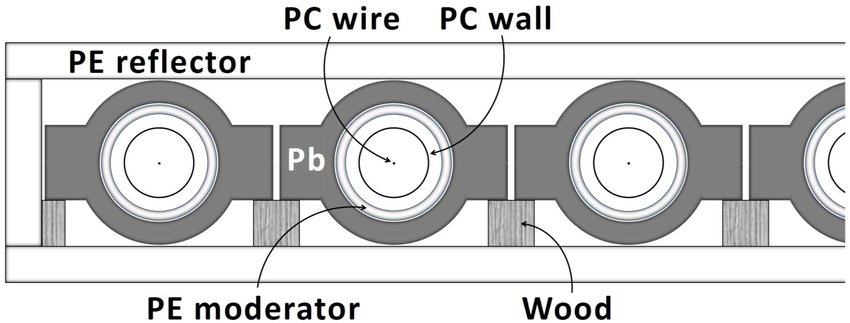 PC wire
PC wall
PE reflector
Pb
PE moderator
Wood